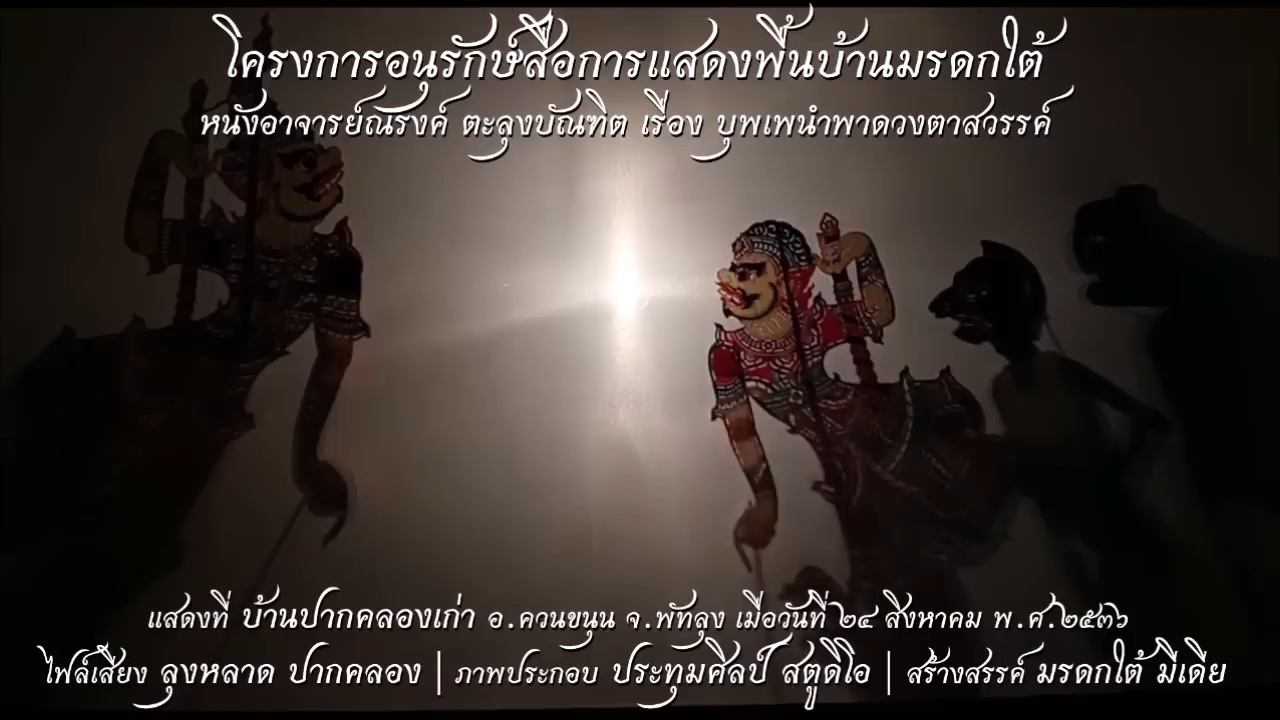 โครงการอนุรักษ์สื่อการแสดงพื้นบ้านมรดกใต้
หนังอาจารย์ณรงค์ ตะลุงบัณฑิต เรื่อง บุพเพนำพาดวงตาสวรรค์
แสดงที่ บ้านปากคลองเก่า อ.ควนขนุน จ.พัทลุง เมื่อวันที่ ๒๔ สิงหาคม พ.ศ.๒๕๓๖
ไฟล์เสียง ลุงหลาด ปากคลอง | ภาพประกอบ ประทุมศิลป์ สตูดิโอ | สร้างสรรค์ มรดกใต้ มีเดีย